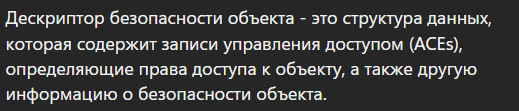 Дескриптор безопасности объекта - это структура данных,
которая содержит записи управления доступом (ACEs),
определяющие права доступа к объекту, а также другую
информацию о безопасности объекта.